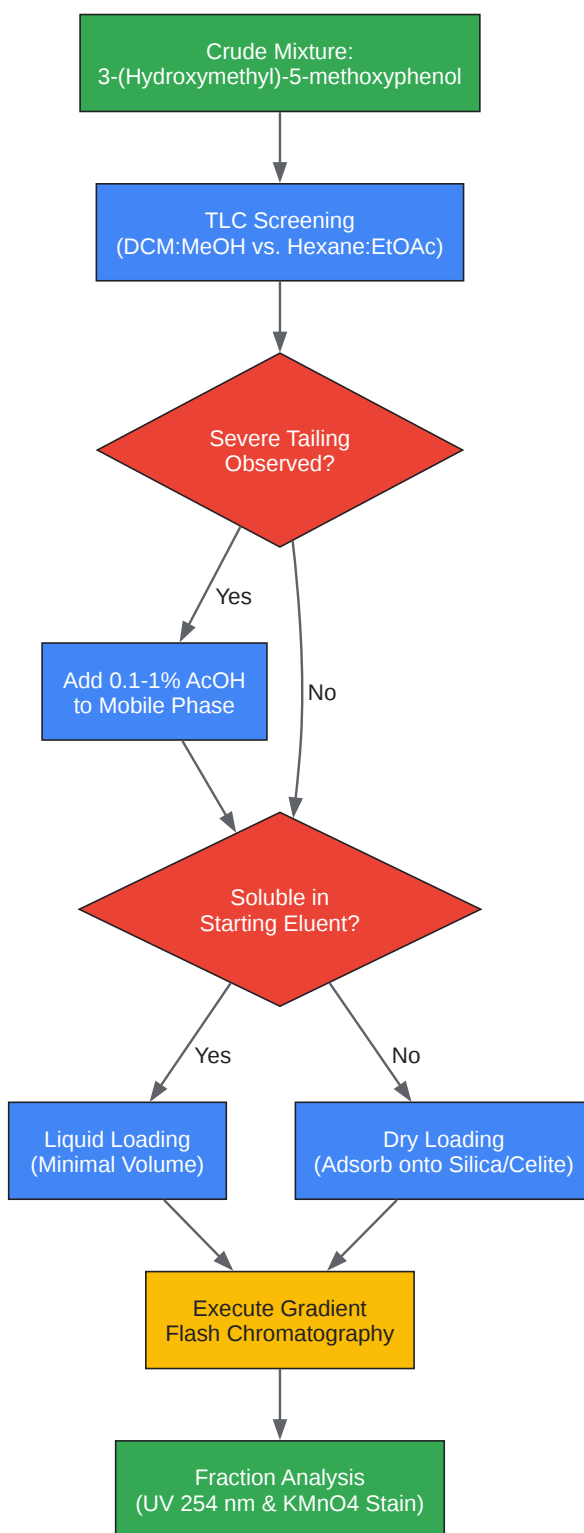 Crude Mixture:
3-(Hydroxymethyl)-5-methoxyphenol
TLC Screening
(DCM:MeOH vs. Hexane:EtOAc)
Severe Tailing
Observed?
Yes
Add 0.1-1% AcOH
to Mobile Phase
No
Soluble in
Starting Eluent?
Yes
No
Liquid Loading
(Minimal Volume)
Dry Loading
(Adsorb onto Silica/Celite)
Execute Gradient
Flash Chromatography
Fraction Analysis
(UV 254 nm & KMnO4 Stain)